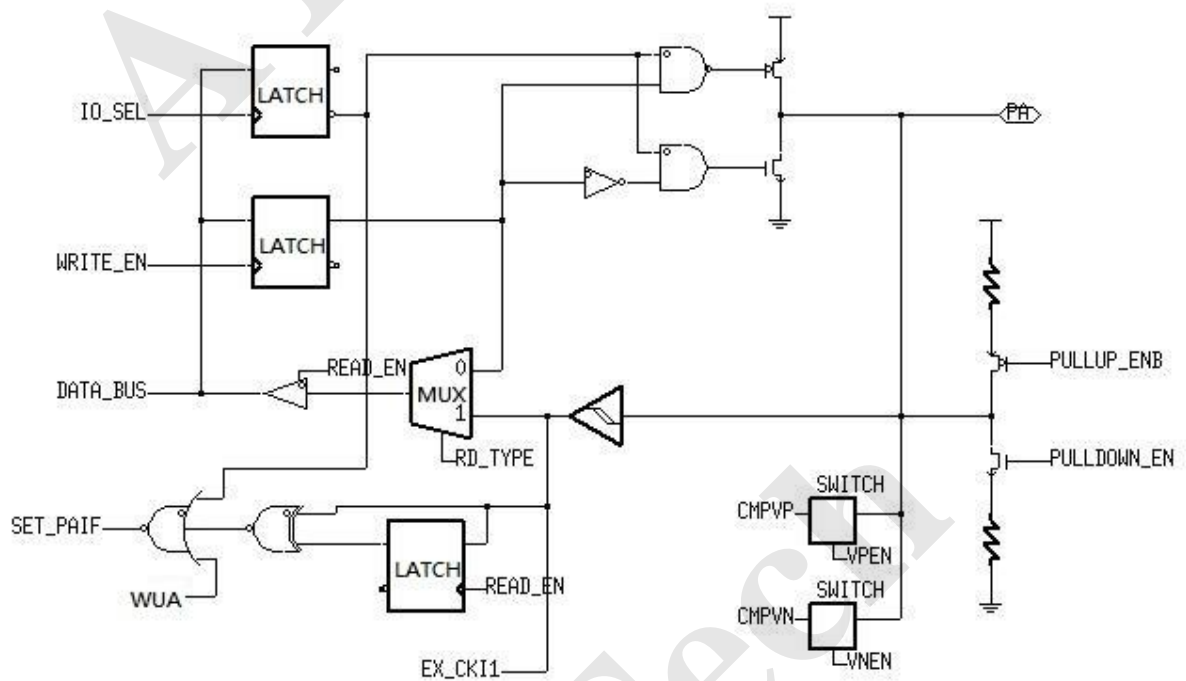 LATCH
IO_SEL
PA
LATCH
WRITE_EN
READ_EN
0
PULLUP_ENB
DATA_BUS
MUX
1
RD_TYPE
PULLDOWN_EN
SWITCH
SET_PAIF
CMPVP
VPEN
LATCH
READ_EN
SWITCH
WUA
CMPVN
VNEN
EX_CKI1
ech